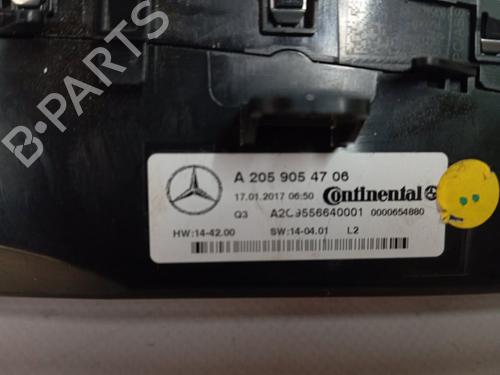 B-PARTS
A 205 905 47 06
17.01.2017 06:50 Continental
Q3 A2C9556640001 0000654880
HW:14-42.00 SW:14-04.01 L2